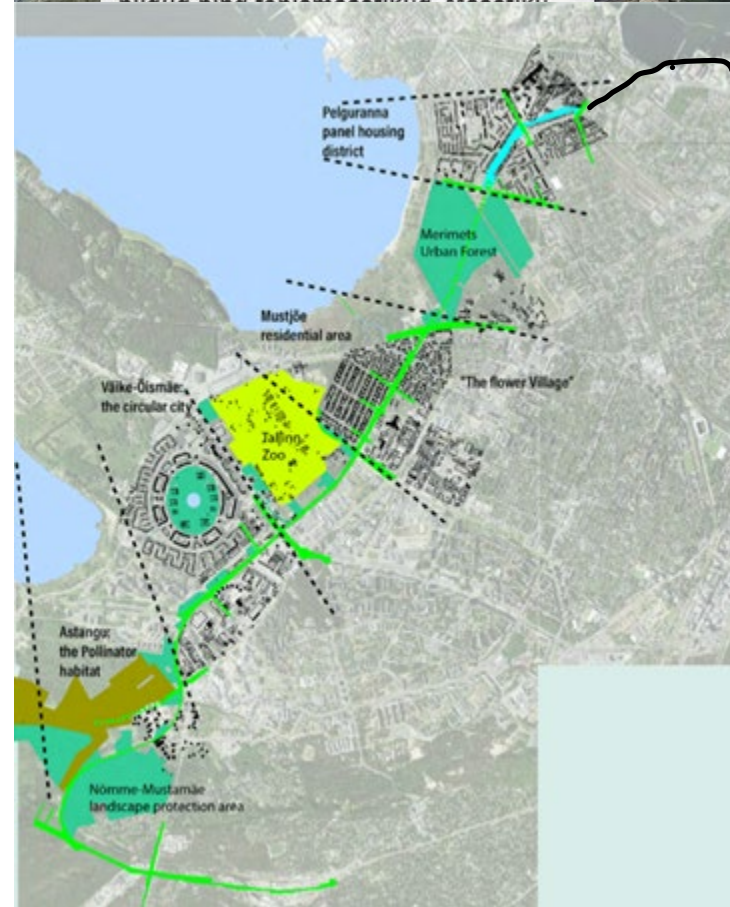 Pelguranna
panel housing
district
Merimets
Urban Forest
Mustjõe
residential area
"The flower Village"
Väike-Õismäe:
the circular city
Tallinn
Zoo
Astangu:
the Pollinator
habitat
Nõmme-Mustamäe
landscape protection area